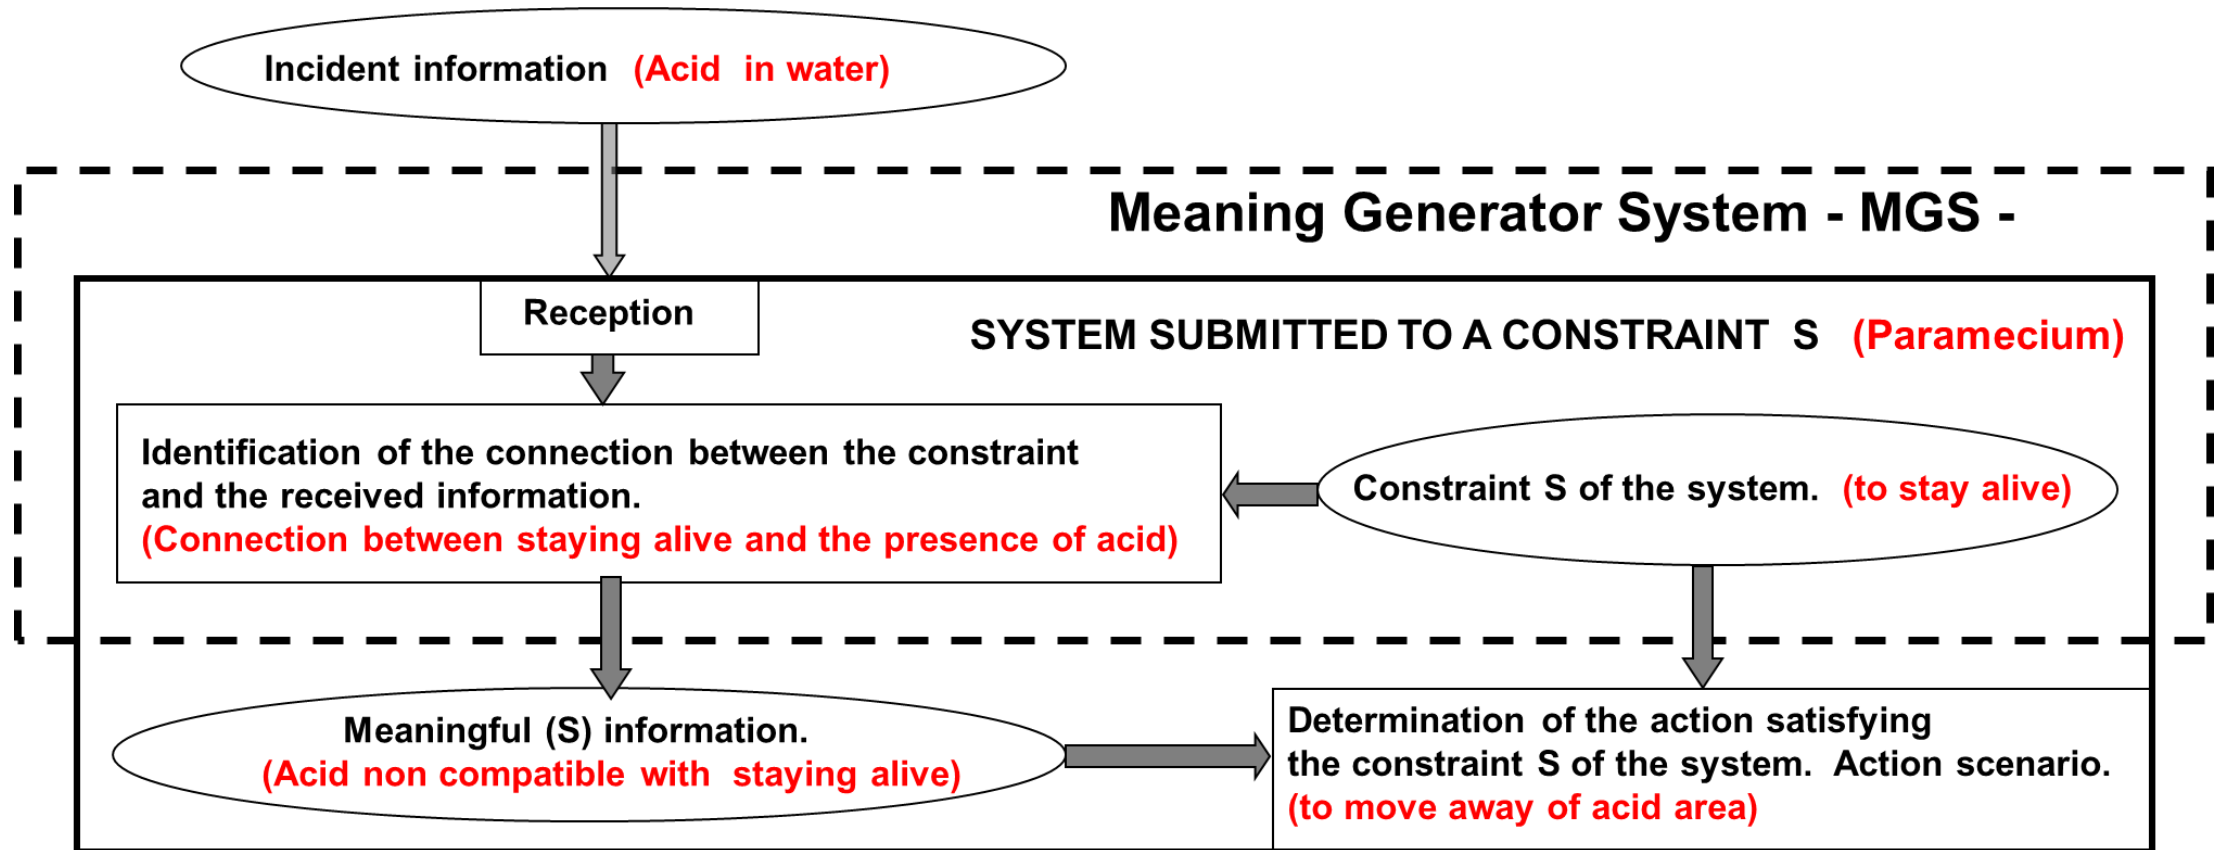 Incident information (Acid in water)
Meaning Generator System - MGS -
Reception
SYSTEM SUBMITTED TO A CONSTRAINT S (Paramecium)
Identification of the connection between the constraint
and the received information.
(Connection between staying alive and the presence of acid)
Constraint S of the system. (to stay alive)
Meaningful (S) information.
(Acid non compatible with staying alive)
Determination of the action satisfying
the constraint S of the system. Action scenario.
(to move away of acid area)